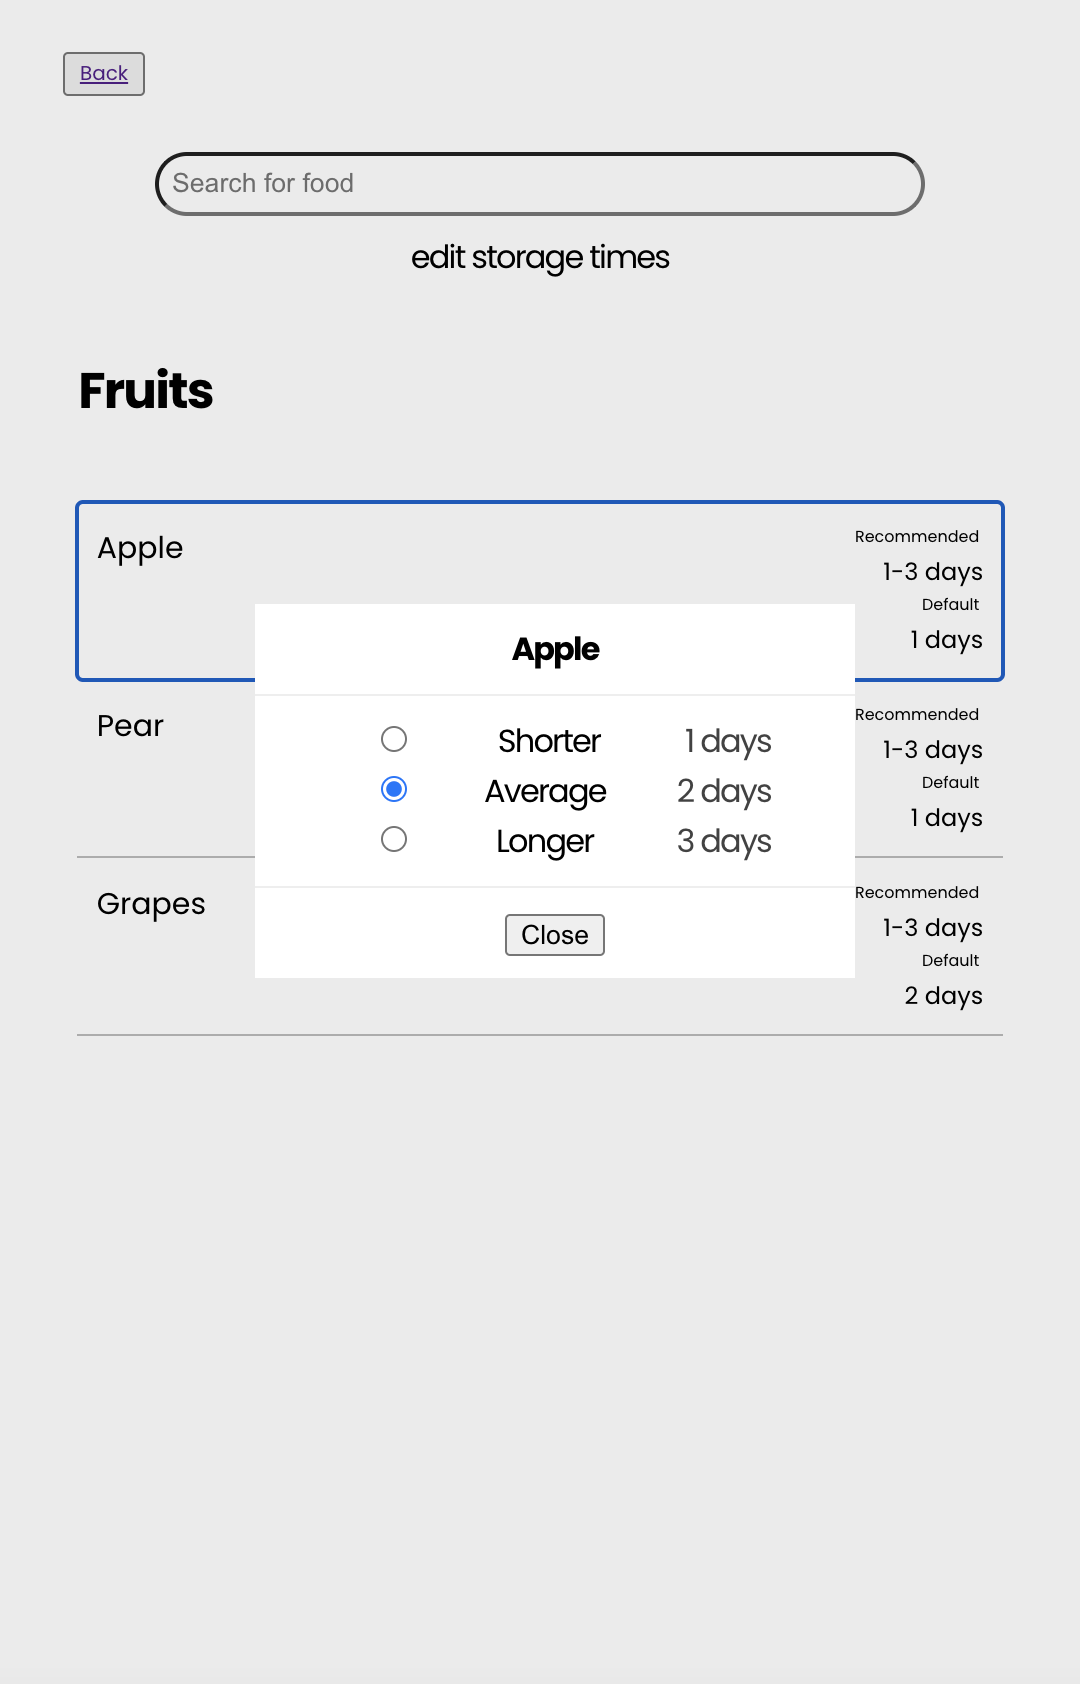 Back
Search for food
edit storage times
Fruits
Apple
Recommended
1-3 days
Default
1 days
Pear
Recommended
1-3 days
Default
1 days
Grapes
Recommended
1-3 days
Default
2 days
Apple
Shorter 1 days
Average 2 days
Longer 3 days
Close